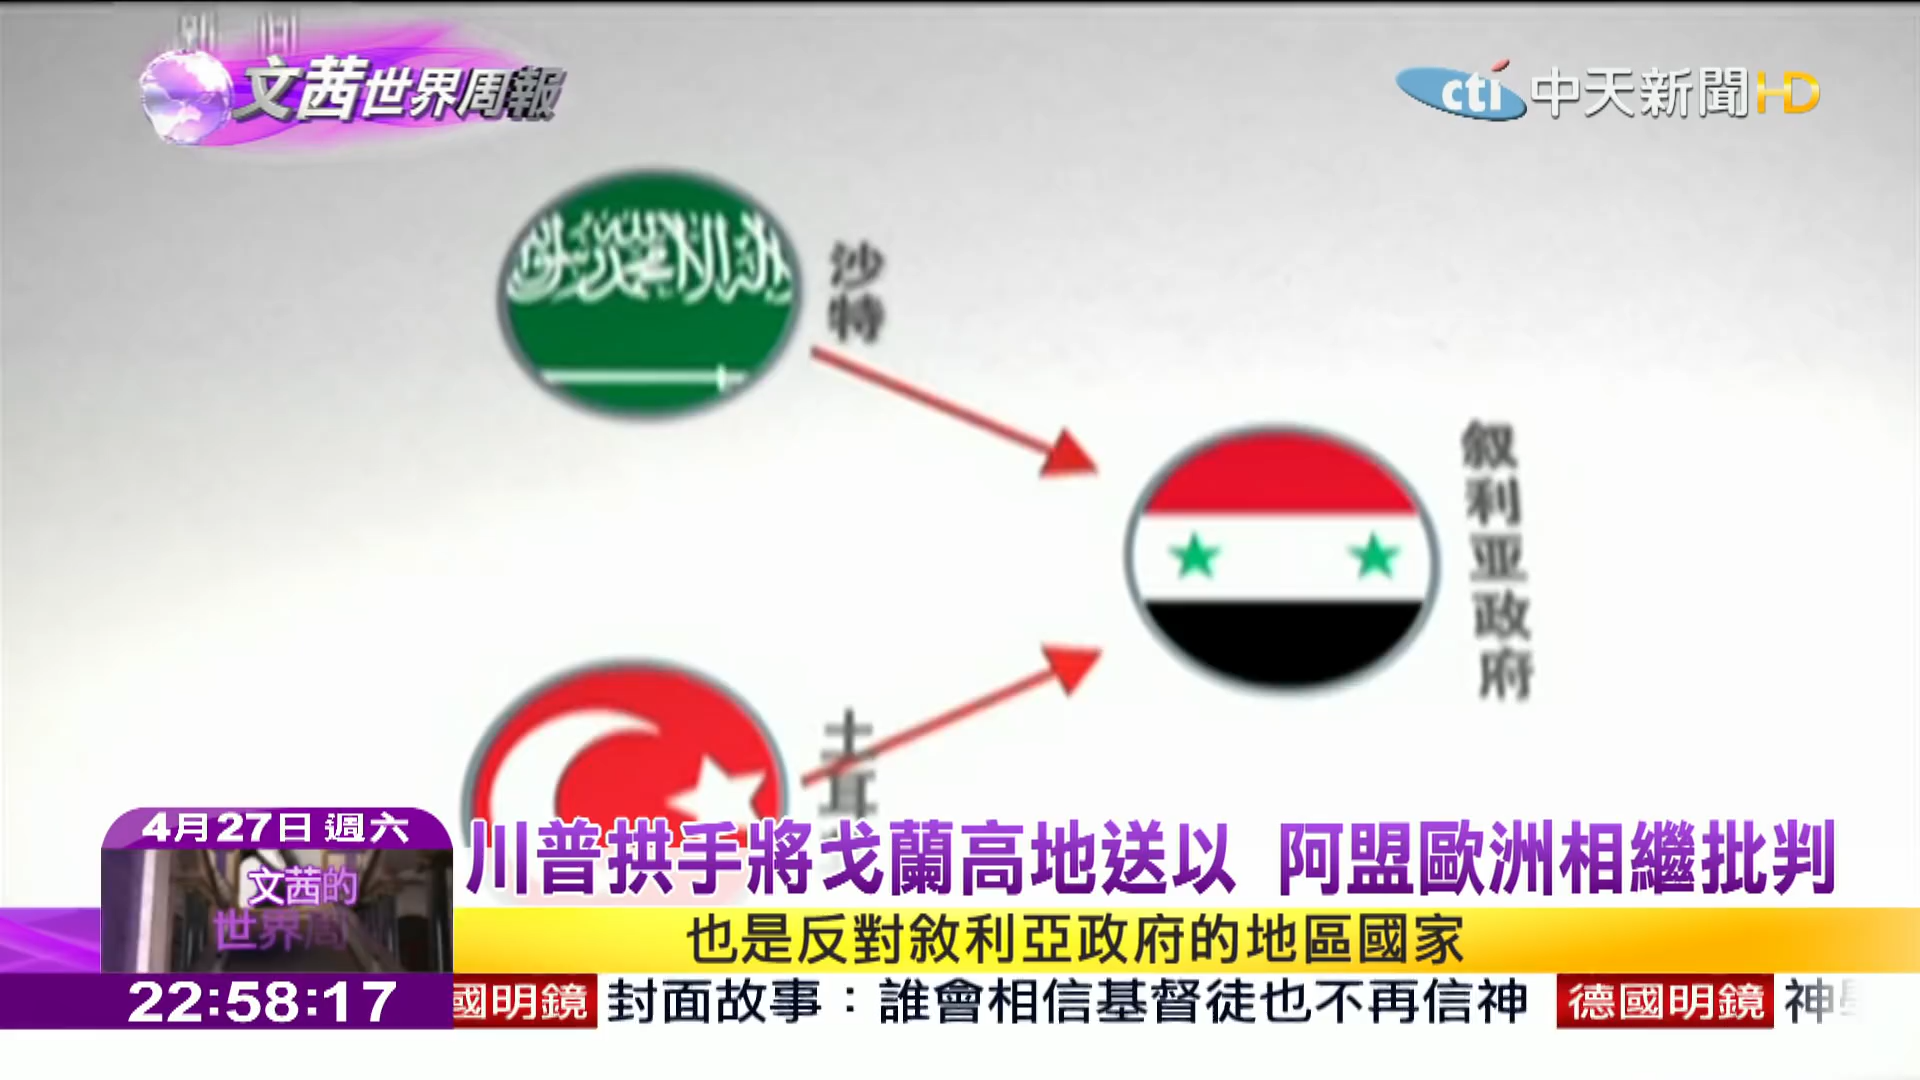 文茜世界周報
cti 中天新聞HD
沙特
叙利亚政府
土耳
4月27日 週六
川普拱手將戈蘭高地送以 阿盟歐洲相繼批判
文茜的
世界周
也是反對敘利亞政府的地區國家
22:58:17
國明鏡 封面故事：誰會相信基督徒也不再信神 德國明鏡 神